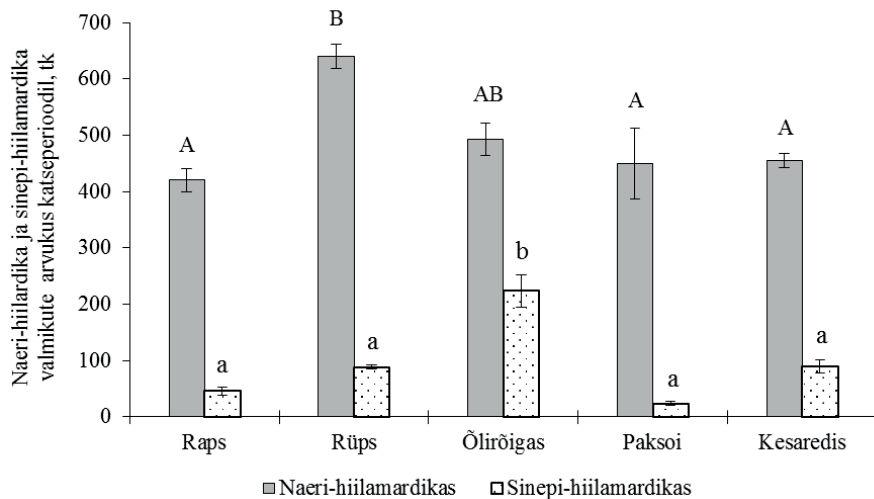 Naeri-hiilardika ja sinepi-hiilamardika
valmikute arvukus katseperioodil, tk
700
600
500
400
300
200
100
0
A
B
AB
A
A
a
a
b
a
a
Raps
Rüps
Õlirõigas
Paksoi
Kesaredis
Naeri-hiilamardikas
Sinepi-hiilamardikas